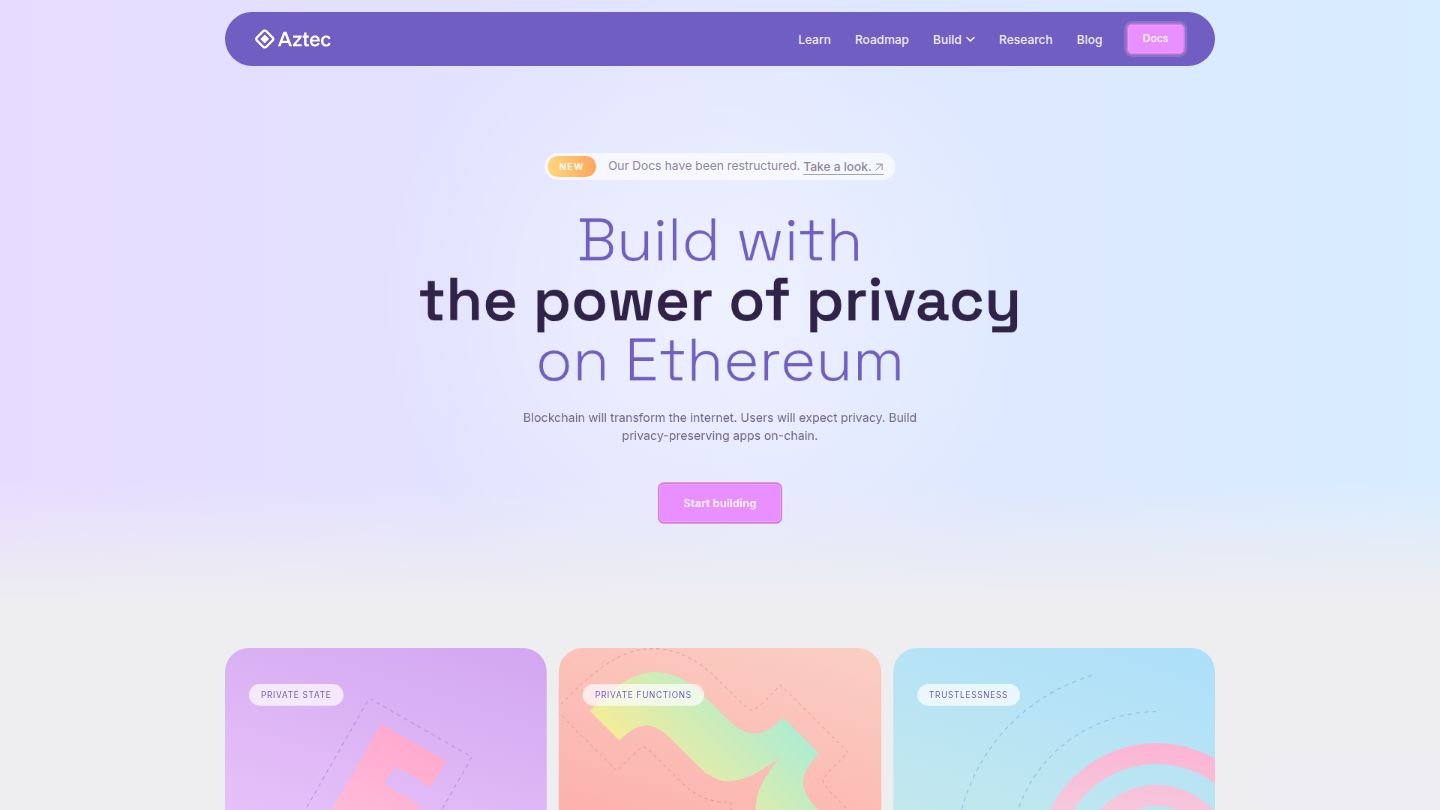 Aztec
Learn
Roadmap
Build
Research
Blog
Docs
NEW
Our Docs have been restructured. Take a look.
Build with
the power of privacy
on Ethereum
Blockchain will transform the internet. Users will expect privacy. Build
privacy-preserving apps on-chain.
Start building
PRIVATE STATE
PRIVATE FUNCTIONS
TRUSTLESSNESS